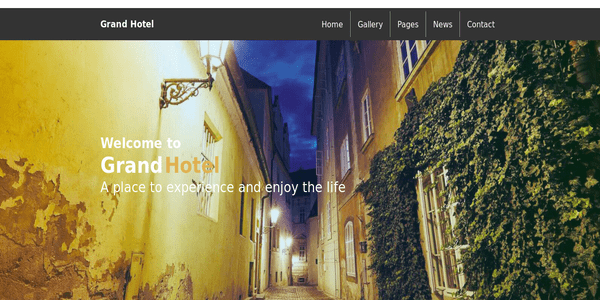 Grand Hotel
Home
Gallery
Pages
News
Contact
Welcome to
Grand Hotel
A place to experience and enjoy the life